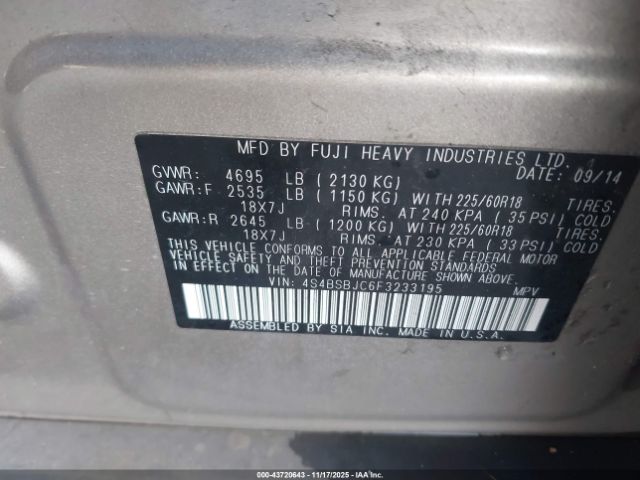 MFD BY FUJI HEAVY INDUSTRIES LTD.
GVWR: 4695 LB ( 2130 KG) DATE: 09/14
GAWR:F 2535 LB ( 1150 KG) WITH 225/60R18 TIRES.
18X7J RIMS. AT 240 KPA ( 35 PSI) COLD
GAWR:R 2645 LB ( 1200 KG) WITH 225/60R18 TIRES.
18X7J RIMS. AT 230 KPA ( 33 PSI) COLD
THIS VEHICLE CONFORMS TO ALL APPLICABLE FEDERAL MOTOR
VEHICLE SAFETY AND THEFT PREVENTION STANDARDS
IN EFFECT ON THE DATE OF MANUFACTURE SHOWN ABOVE.
VIN: 4S4BSBJC6F3233195 MPV
ASSEMBLED BY SIA INC. MADE IN U.S.A.
000-43720643 - 11/17/2025 - IAAI.COM